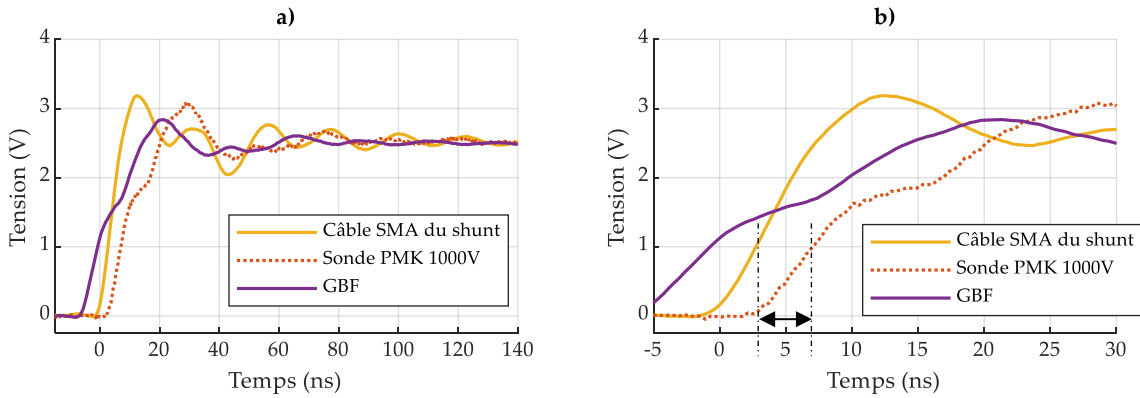 a)
4
3
2
1
0
Tension (V)
Câble SMA du shunt
Sonde PMK 1000V
GBF
0 20 40 60 80 100 120 140
Temps (ns)
b)
4
3
2
1
0
Tension (V)
Câble SMA du shunt
Sonde PMK 1000V
GBF
-5 0 5 10 15 20 25 30
Temps (ns)